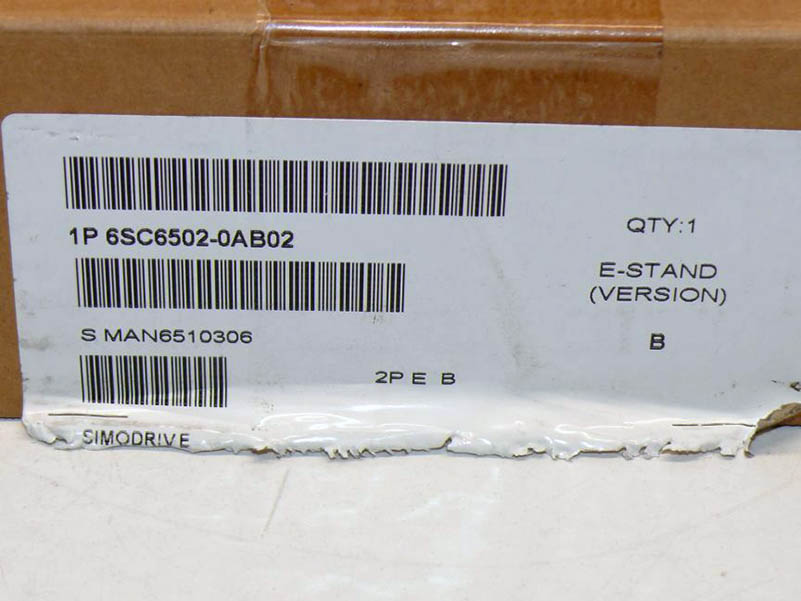 1P 6SC6502-0AB02
QTY:1
E-STAND
(VERSION)
S MAN6510306
B
2P E B
SIMODRIVE